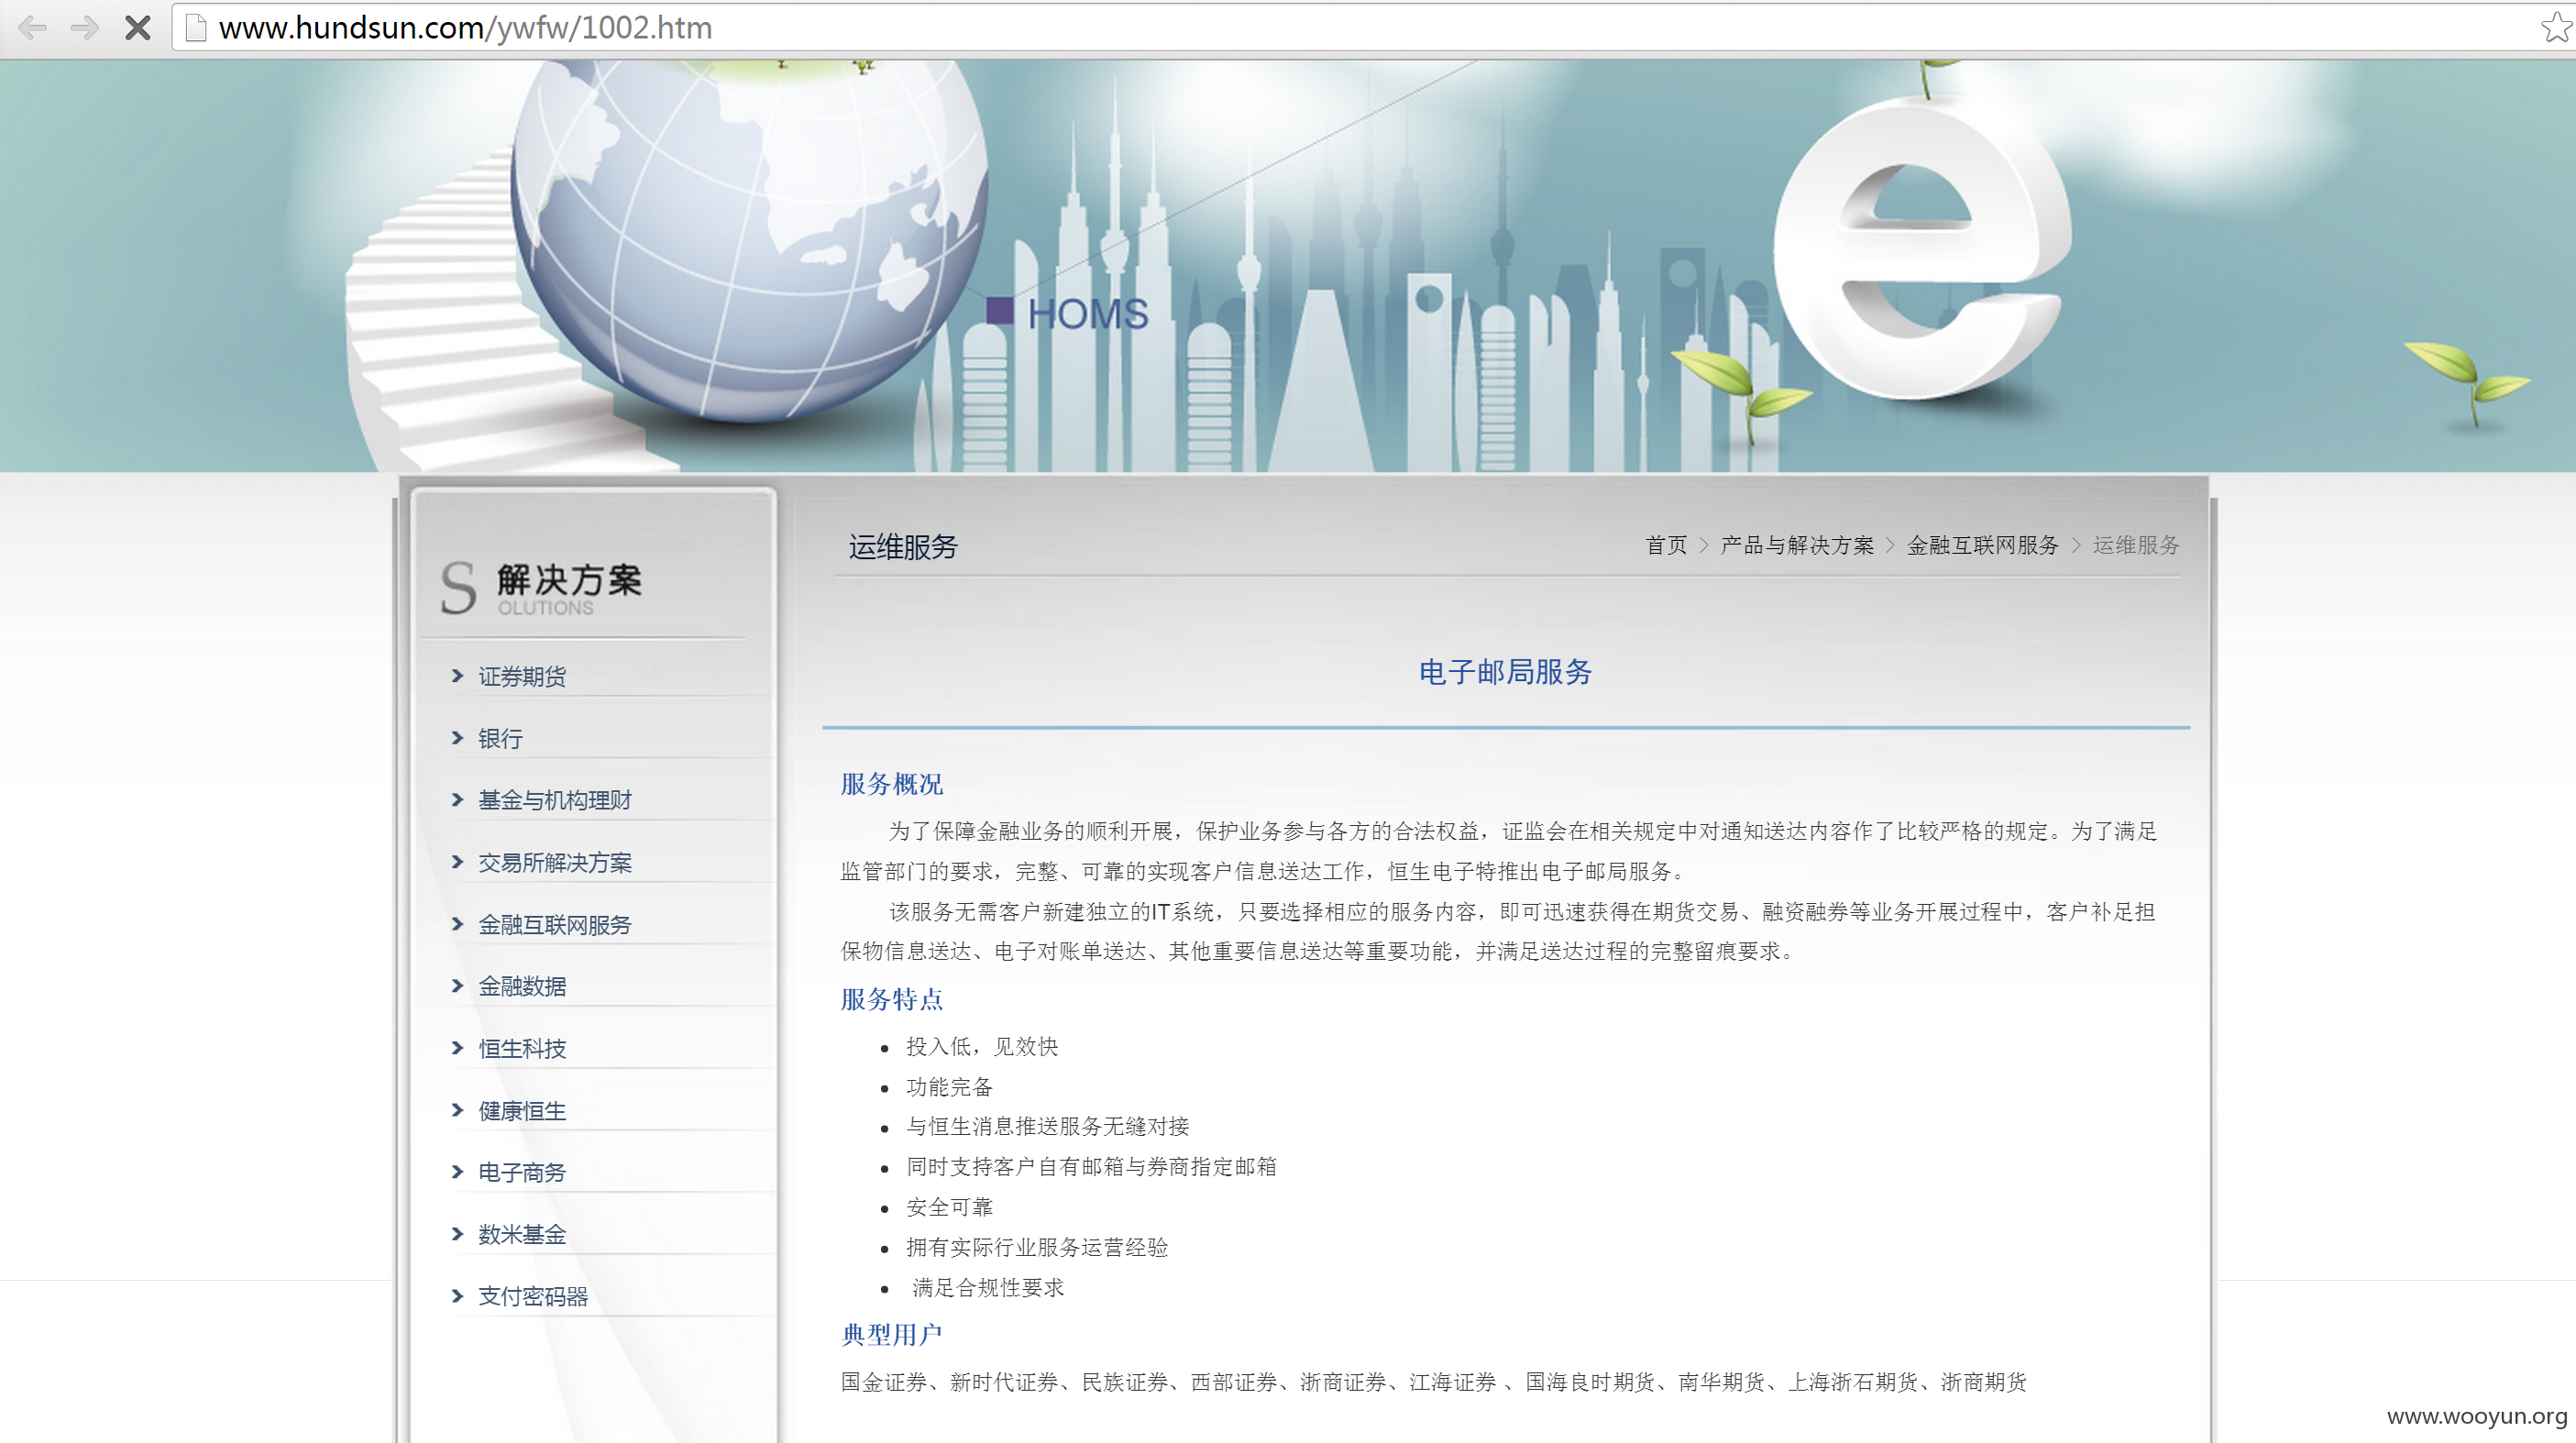 www.hundsun.com/ywfw/1002.htm
HOMS
e
S 解决方案
OLUTIONS
证券期货
银行
基金与机构理财
交易所解决方案
金融互联网服务
金融数据
恒生科技
健康恒生
电子商务
数米基金
支付密码器
运维服务
首页 > 产品与解决方案 > 金融互联网服务 > 运维服务
电子邮局服务
服务概况
为了保障金融业务的顺利开展，保护业务参与各方的合法权益，证监会在相关规定中对通知送达内容作了比较严格的规定。为了满足
监管部门的要求，完整、可靠的实现客户信息送达工作，恒生电子特推出电子邮局服务。
该服务无需客户新建独立的IT系统，只要选择相应的服务内容，即可迅速获得在期货交易、融资融券等业务开展过程中，客户补足担
保物信息送达、电子对账单送达、其他重要信息送达等重要功能，并满足送达过程的完整留痕要求。
服务特点
• 投入低，见效快
• 功能完备
• 与恒生消息推送服务无缝对接
• 同时支持客户自有邮箱与券商指定邮箱
• 安全可靠
• 拥有实际行业服务运营经验
• 满足合规性要求
典型用户
国金证券、新时代证券、民族证券、西部证券、浙商证券、江海证券 、国海良时期货、南华期货、上海浙石期货、浙商期货
www.wooyun.org